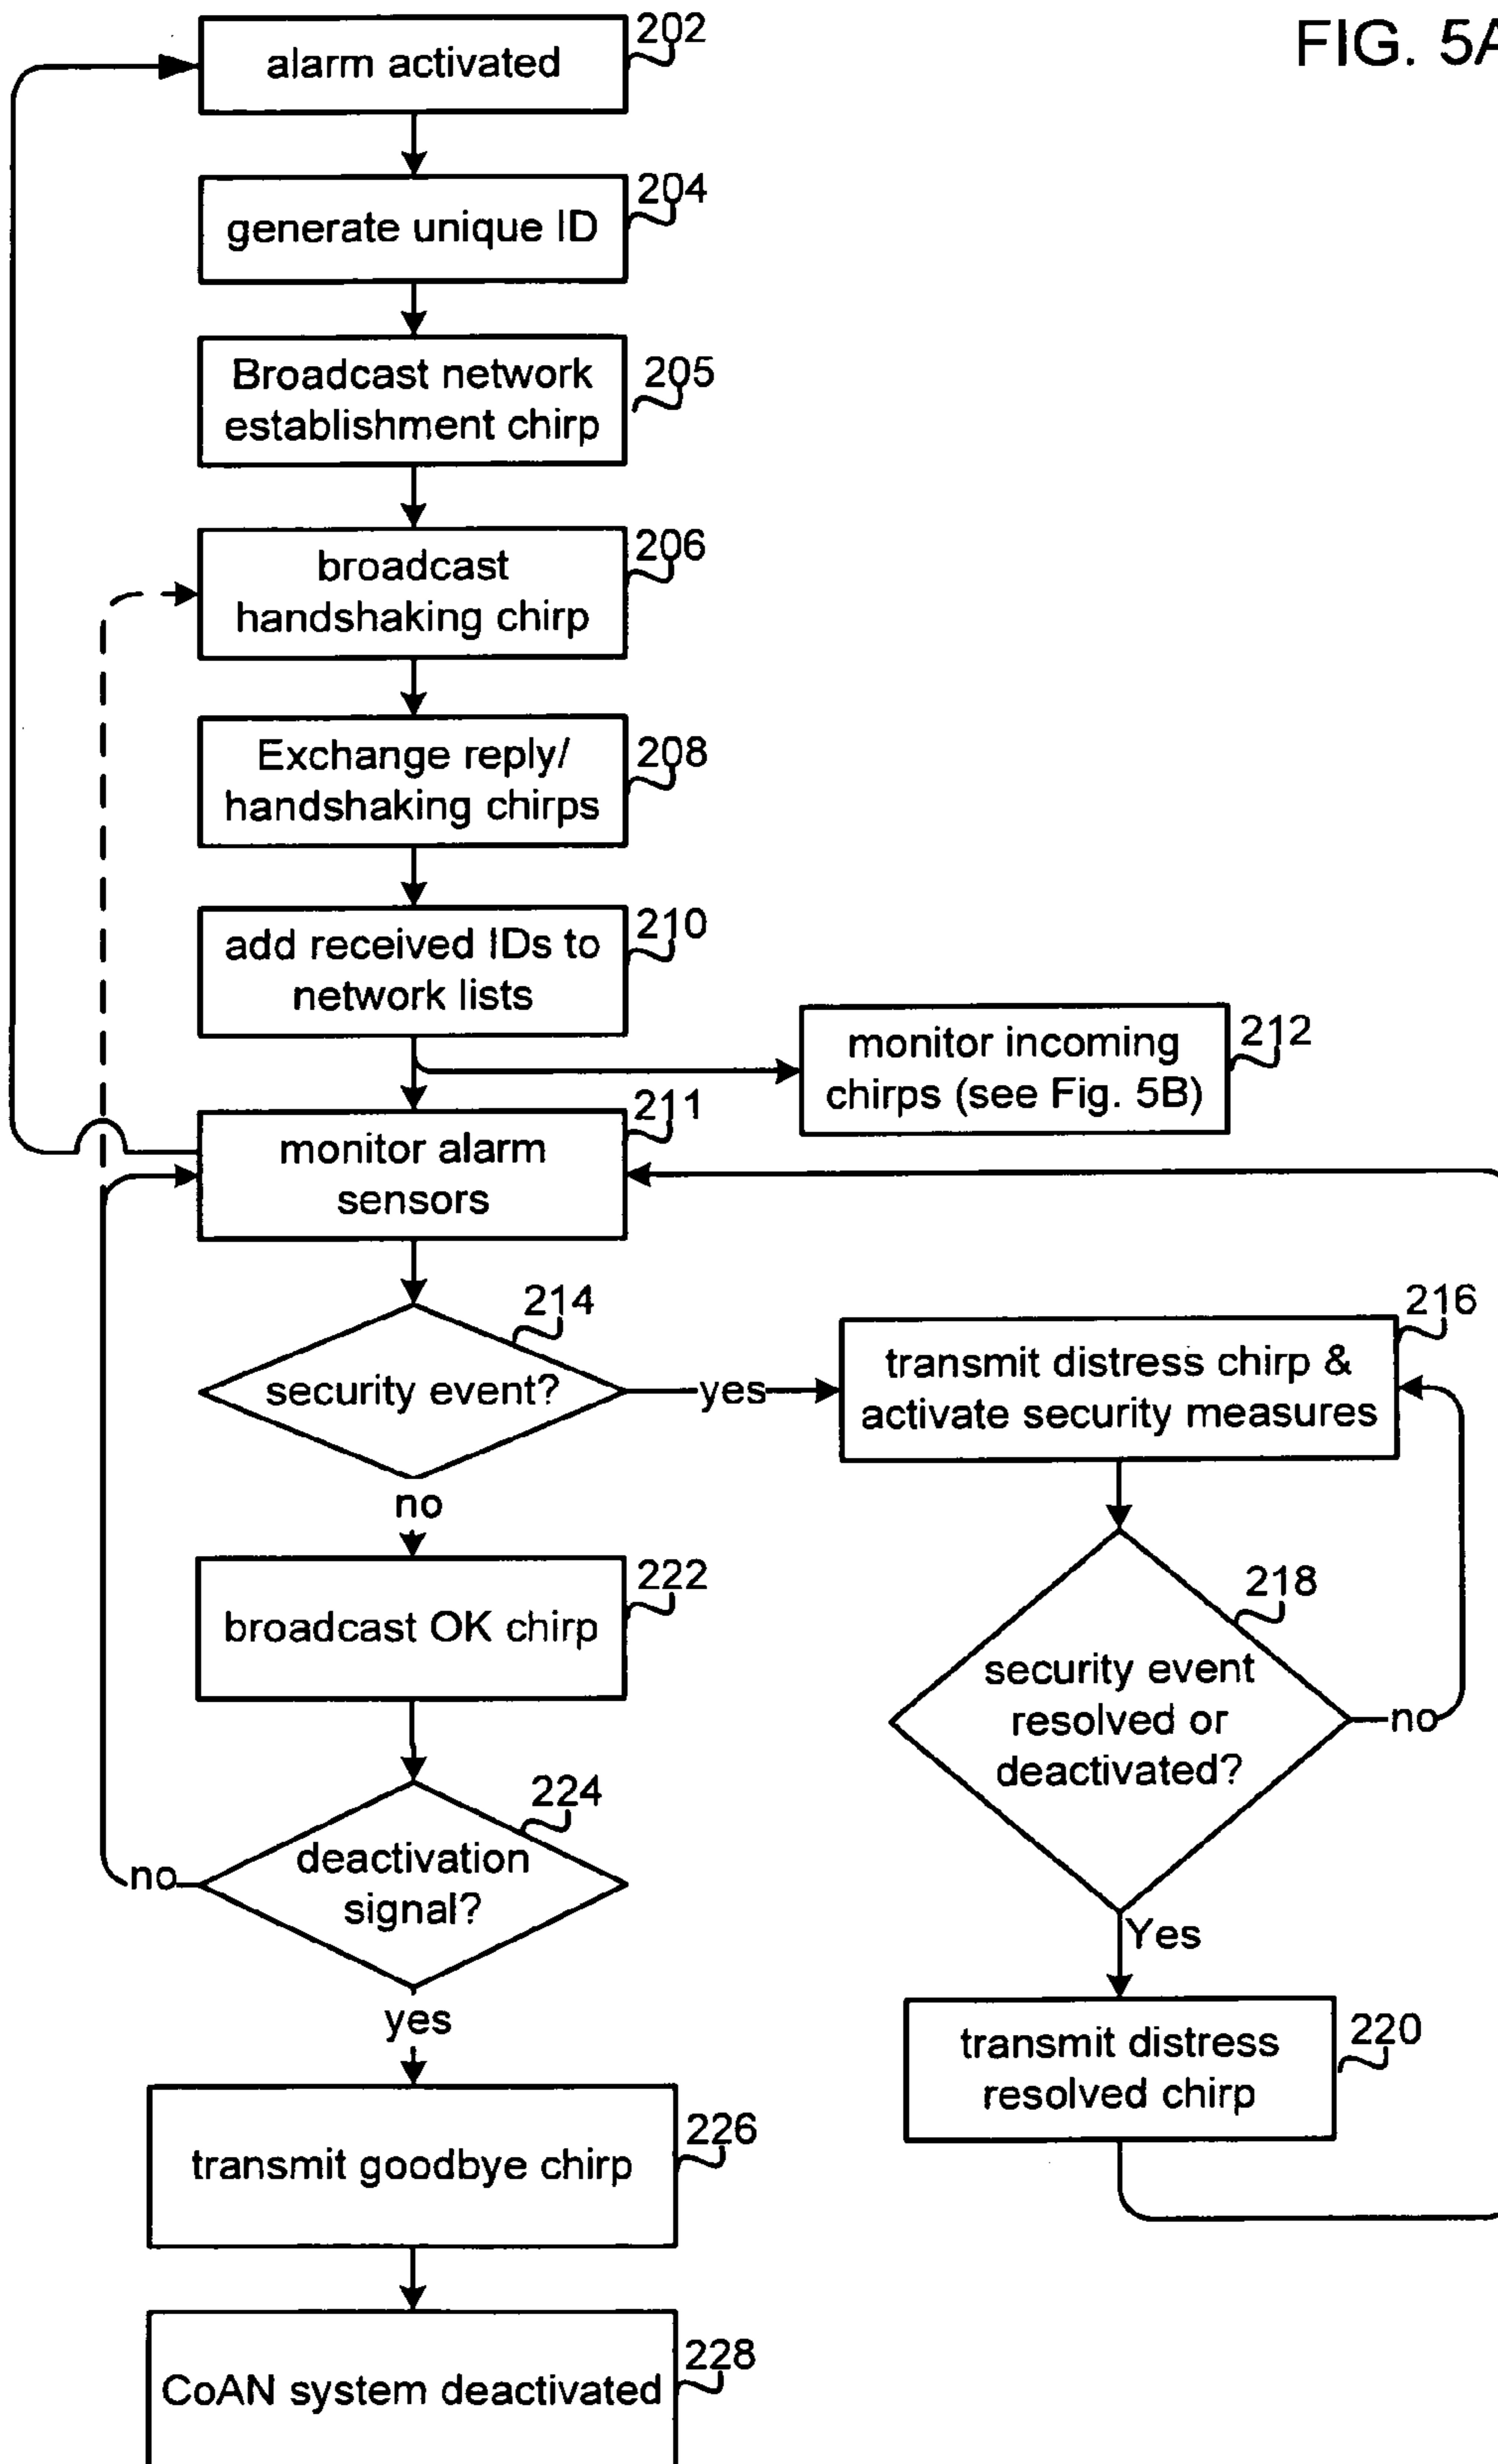 FIG. 5A
202
alarm activated
204
generate unique ID
205
Broadcast network
establishment chirp
206
broadcast
handshaking chirp
208
Exchange reply/
handshaking chirps
210
add received IDs to
network lists
212
monitor incoming
chirps (see Fig. 5B)
211
monitor alarm
sensors
214
security event?
yes
no
216
transmit distress chirp &
activate security measures
218
security event
resolved or
deactivated?
no
Yes
220
transmit distress
resolved chirp
222
broadcast OK chirp
224
deactivation
signal?
no
yes
226
transmit goodbye chirp
228
CoAN system deactivated